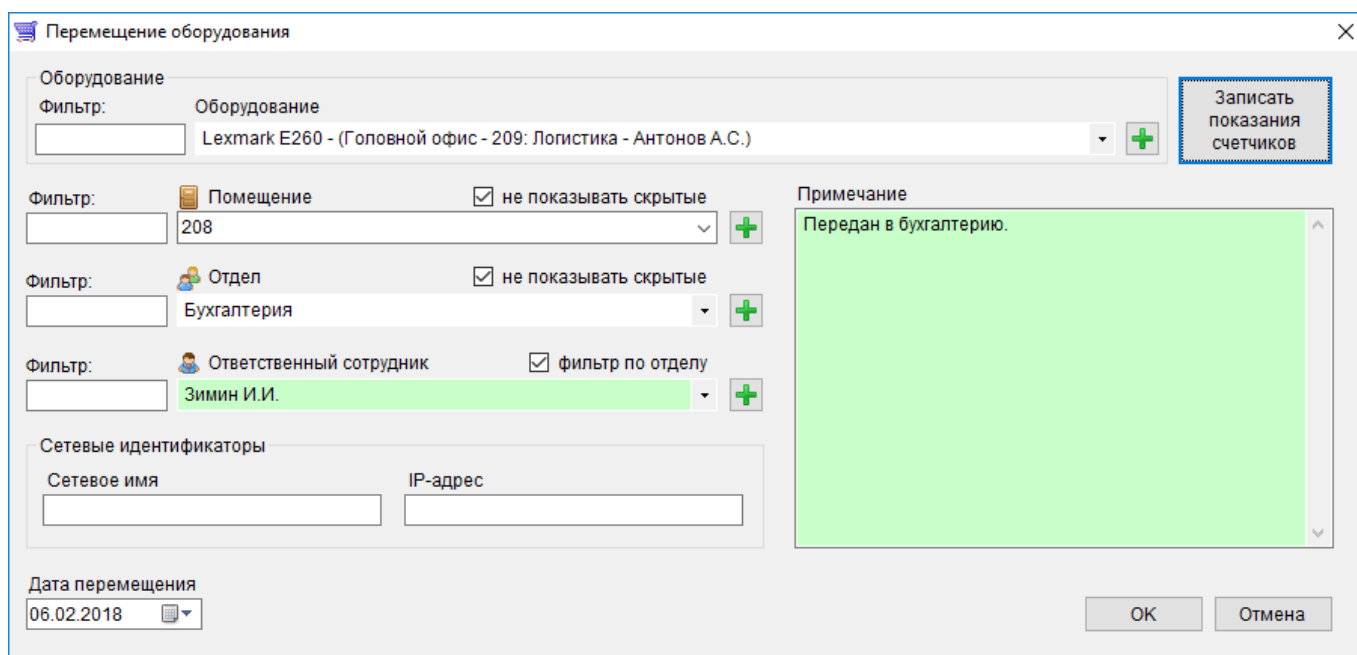 Перемещение оборудования
Оборудование
Фильтр: Оборудование
Lexmark E260 - (Головной офис - 209: Логистика - Антонов А.С.)
Записать
показания
счетчиков
Фильтр: Помещение не показывать скрытые
208
Фильтр: Отдел не показывать скрытые
Бухгалтерия
Фильтр: Ответственный сотрудник фильтр по отделу
Зимин И.И.
Примечание
Передан в бухгалтерию.
Сетевые идентификаторы
Сетевое имя IP-адрес
Дата перемещения
06.02.2018
OK Отмена